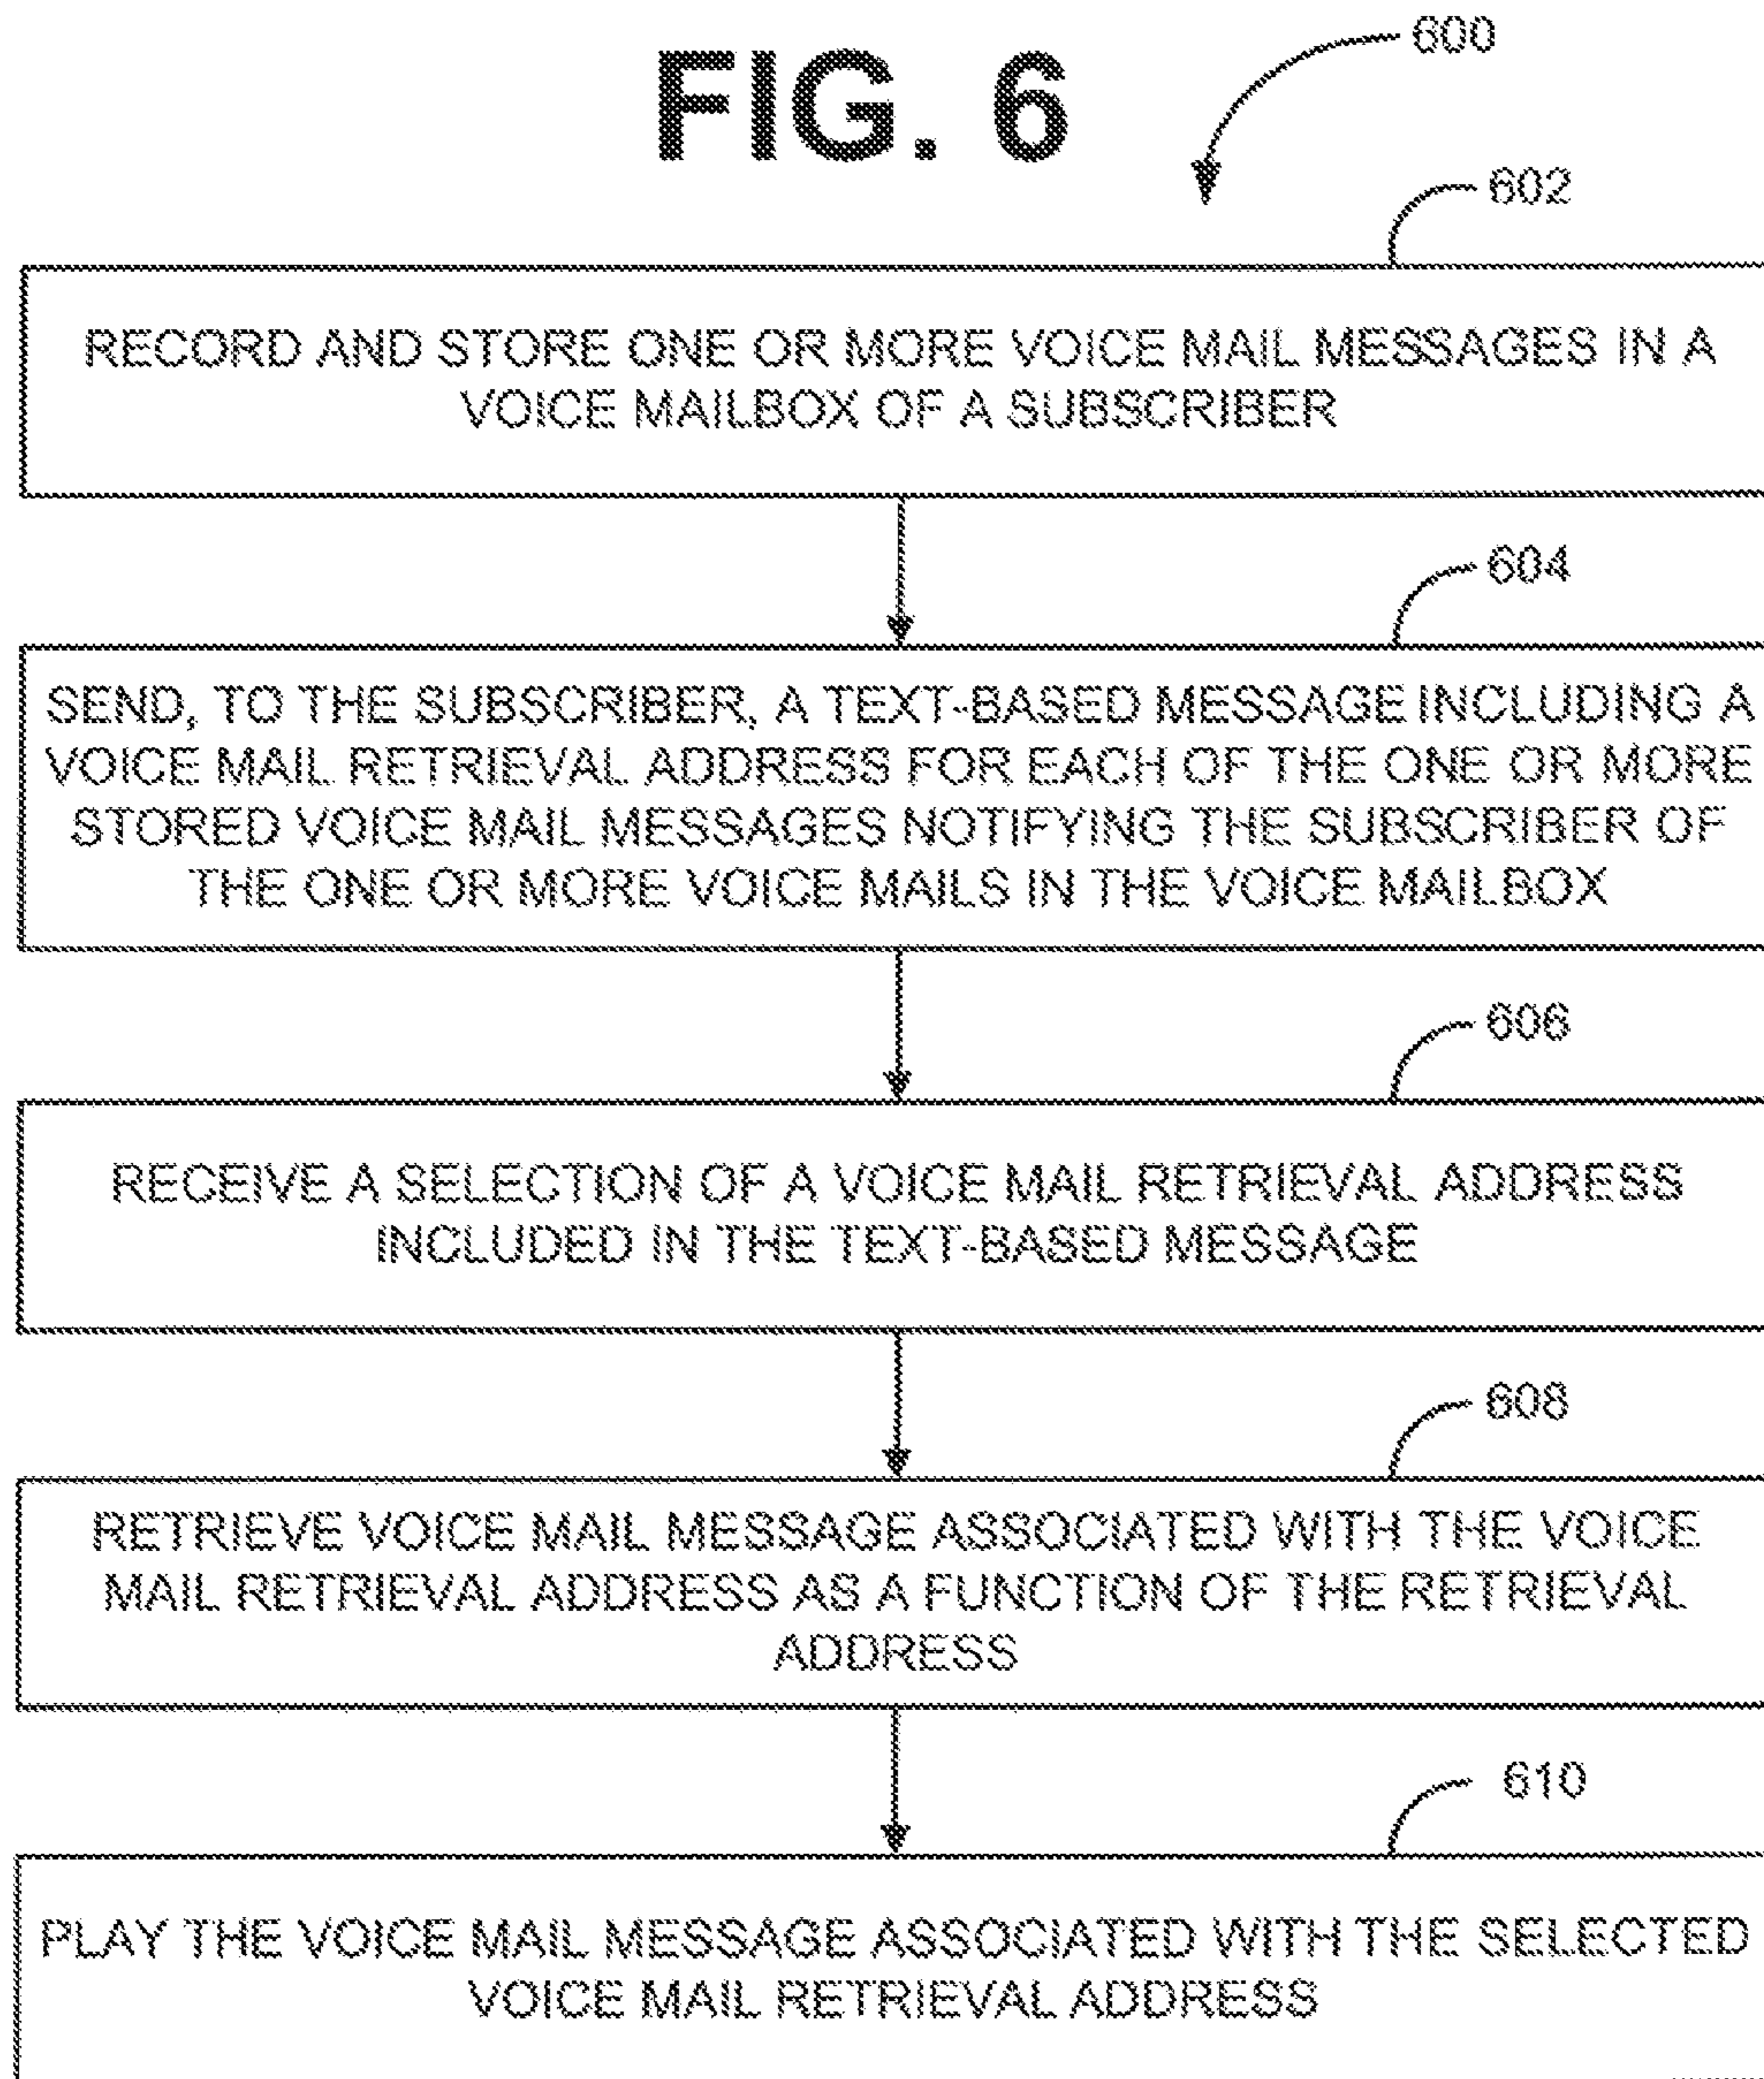 FIG. 6
600
602
RECORD AND STORE ONE OR MORE VOICE MAIL MESSAGES IN A
VOICE MAILBOX OF A SUBSCRIBER
604
SEND, TO THE SUBSCRIBER, A TEXT-BASED MESSAGE INCLUDING A
VOICE MAIL RETRIEVAL ADDRESS FOR EACH OF THE ONE OR MORE
STORED VOICE MAIL MESSAGES NOTIFYING THE SUBSCRIBER OF
THE ONE OR MORE VOICE MAILS IN THE VOICE MAILBOX
606
RECEIVE A SELECTION OF A VOICE MAIL RETRIEVAL ADDRESS
INCLUDED IN THE TEXT-BASED MESSAGE
608
RETRIEVE VOICE MAIL MESSAGE ASSOCIATED WITH THE VOICE
MAIL RETRIEVAL ADDRESS AS A FUNCTION OF THE RETRIEVAL
ADDRESS
610
PLAY THE VOICE MAIL MESSAGE ASSOCIATED WITH THE SELECTED
VOICE MAIL RETRIEVAL ADDRESS